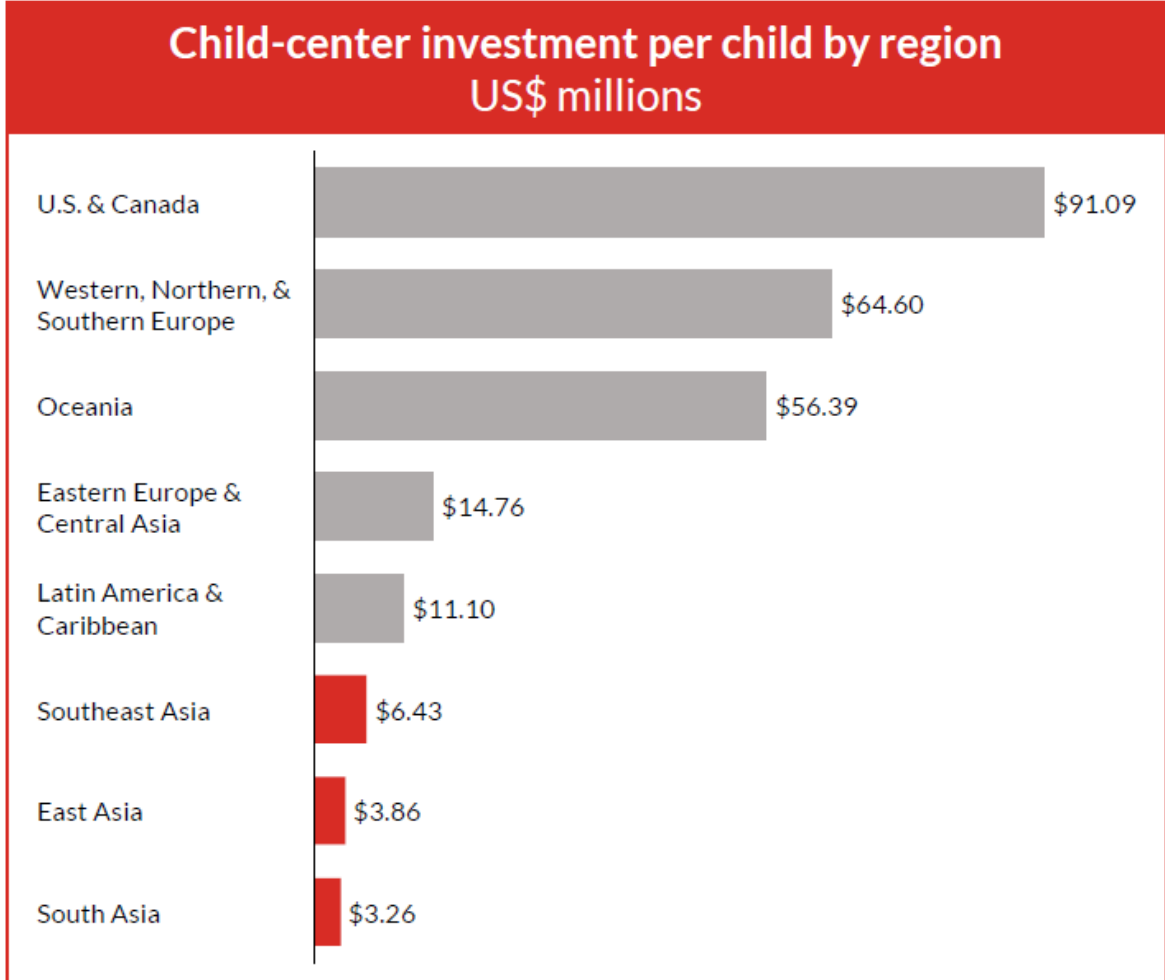 Child-center investment per child by region
US$ millions
U.S. & Canada
$91.09
Western, Northern, &
Southern Europe
$64.60
Oceania
$56.39
Eastern Europe &
Central Asia
$14.76
Latin America &
Caribbean
$11.10
Southeast Asia
$6.43
East Asia
$3.86
South Asia
$3.26